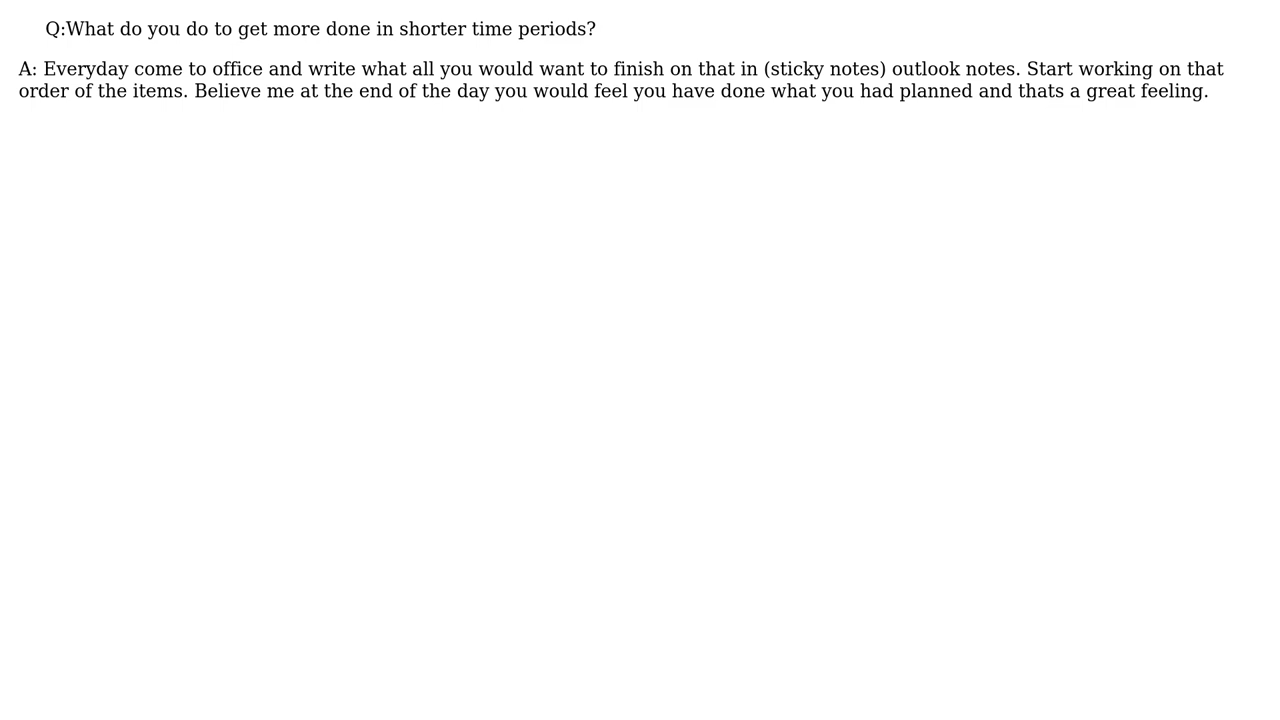 Q:What do you do to get more done in shorter time periods?
A: Everyday come to office and write what all you would want to finish on that in (sticky notes) outlook notes. Start working on that
order of the items. Believe me at the end of the day you would feel you have done what you had planned and thats a great feeling.